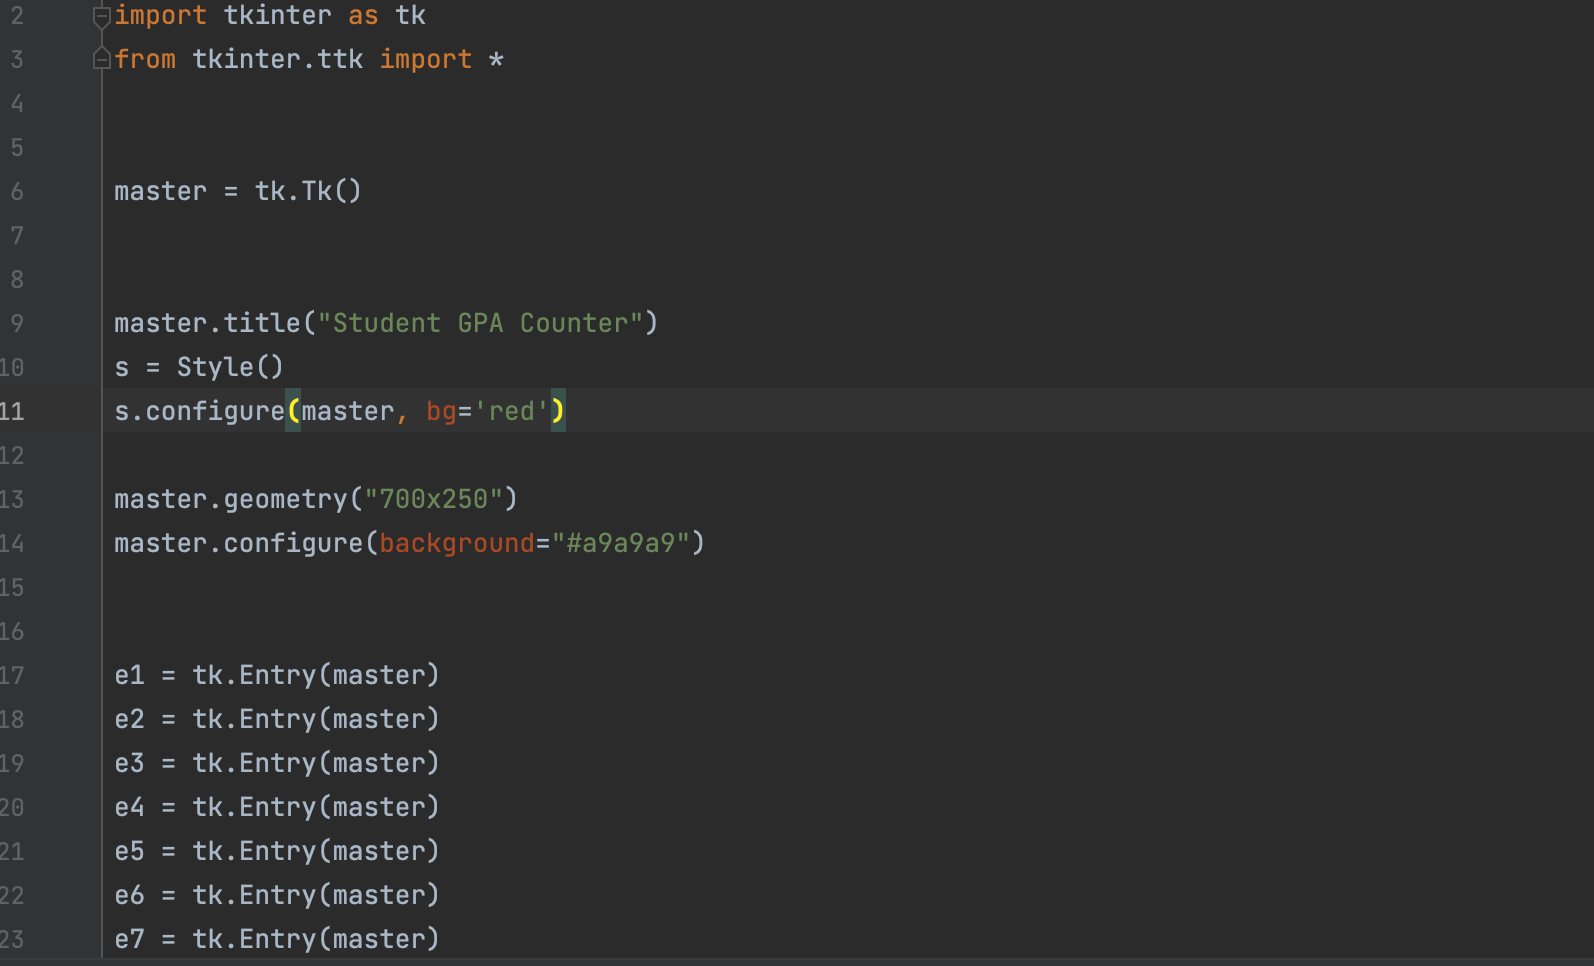 2 import tkinter as tk
3 from tkinter.ttk import *
4
5
6 master = tk.Tk()
7
8
9 master.title("Student GPA Counter")
10 s = Style()
11 s.configure(master, bg='red')
12
13 master.geometry("700x250")
14 master.configure(background="#a9a9a9")
15
16
17 e1 = tk.Entry(master)
18 e2 = tk.Entry(master)
19 e3 = tk.Entry(master)
20 e4 = tk.Entry(master)
21 e5 = tk.Entry(master)
22 e6 = tk.Entry(master)
23 e7 = tk.Entry(master)